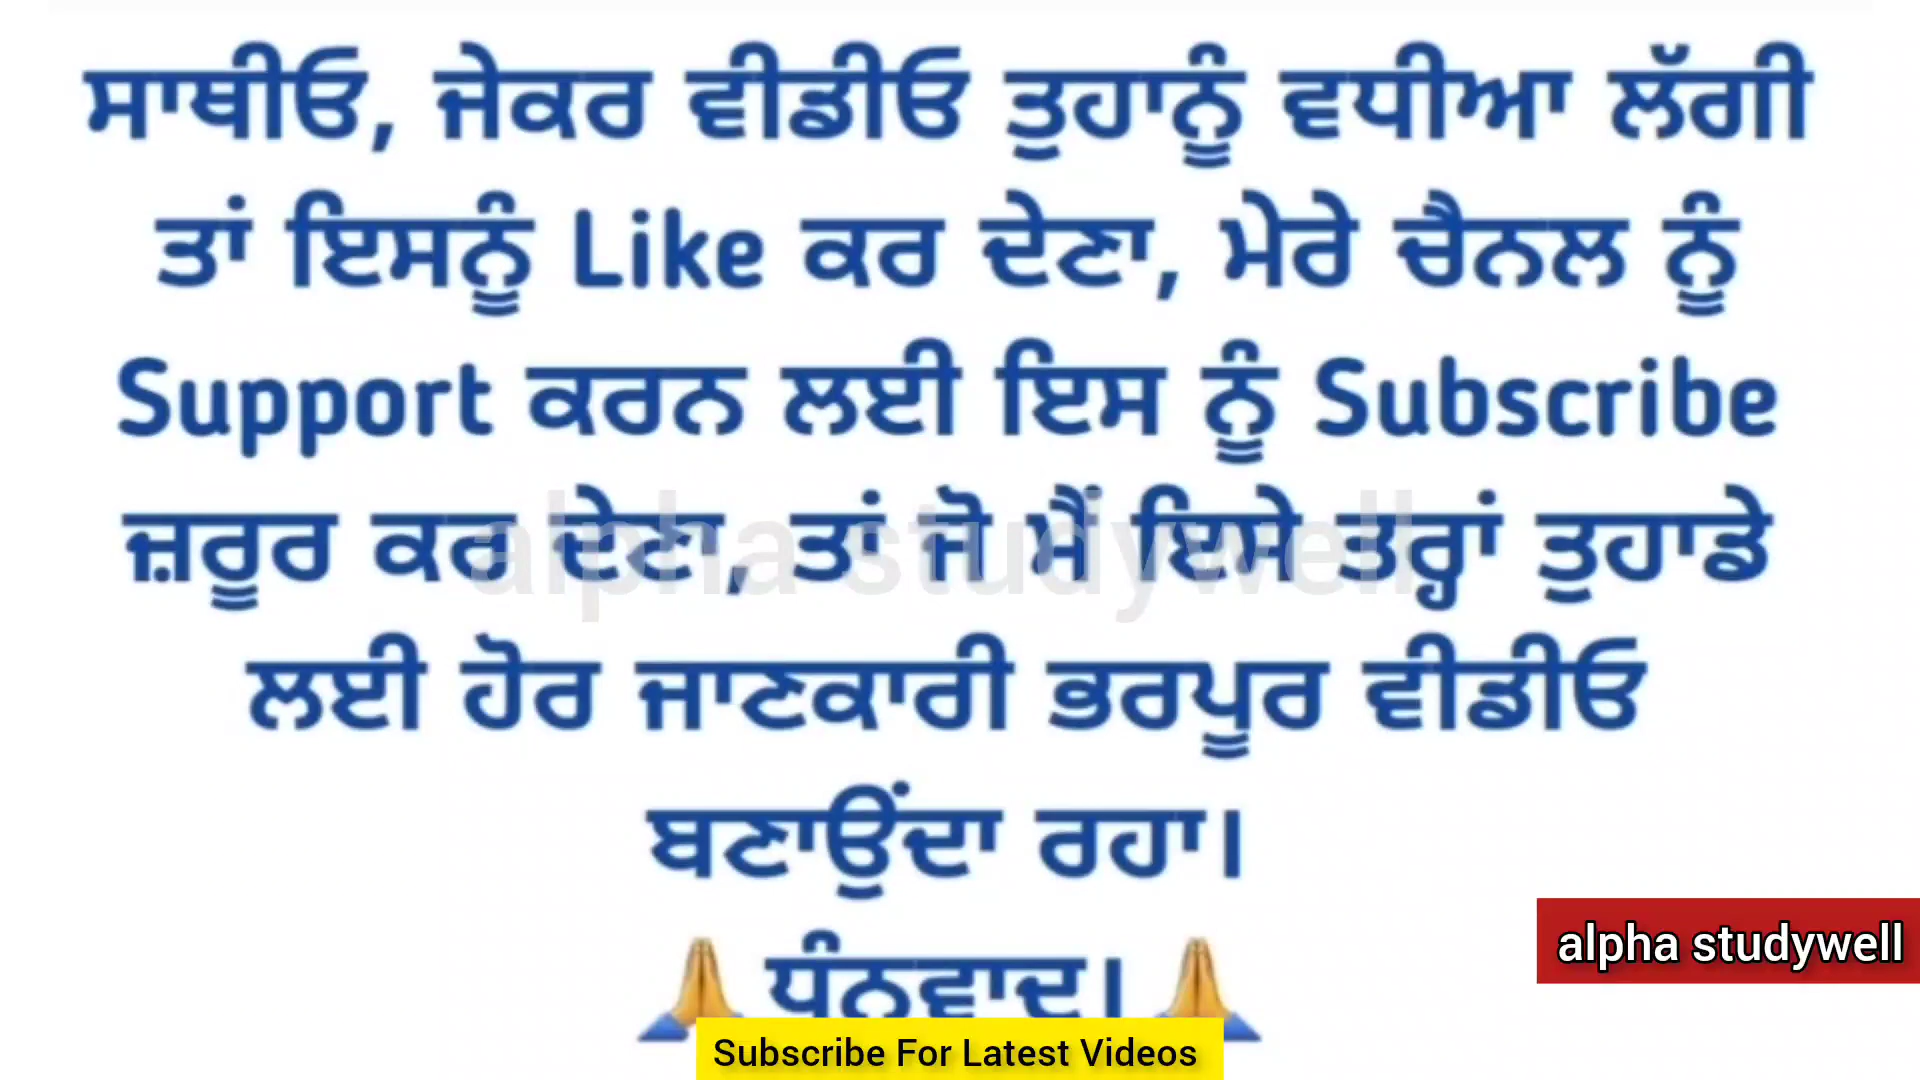 ਸਾਥੀਓ, ਜੇਕਰ ਵੀਡੀਓ ਤੁਹਾਨੂੰ ਵਧੀਆ ਲੱਗੀ
ਤਾਂ ਇਸਨੂੰ Like ਕਰ ਦੇਣਾ, ਮੇਰੇ ਚੈਨਲ ਨੂੰ
Support ਕਰਨ ਲਈ ਇਸ ਨੂੰ Subscribe
ਜ਼ਰੂਰ ਕਰ ਦੇਣਾ, ਤਾਂ ਜੋ ਮੈਂ ਇਸੇ ਤਰ੍ਹਾਂ ਤੁਹਾਡੇ
alpha studywell
ਲਈ ਹੋਰ ਜਾਣਕਾਰੀ ਭਰਪੂਰ ਵੀਡੀਓ
ਬਣਾਉਂਦਾ ਰਹਾ।
alpha studywell
🙏ਧੰਨਵਾਦ।🙏
Subscribe For Latest Videos